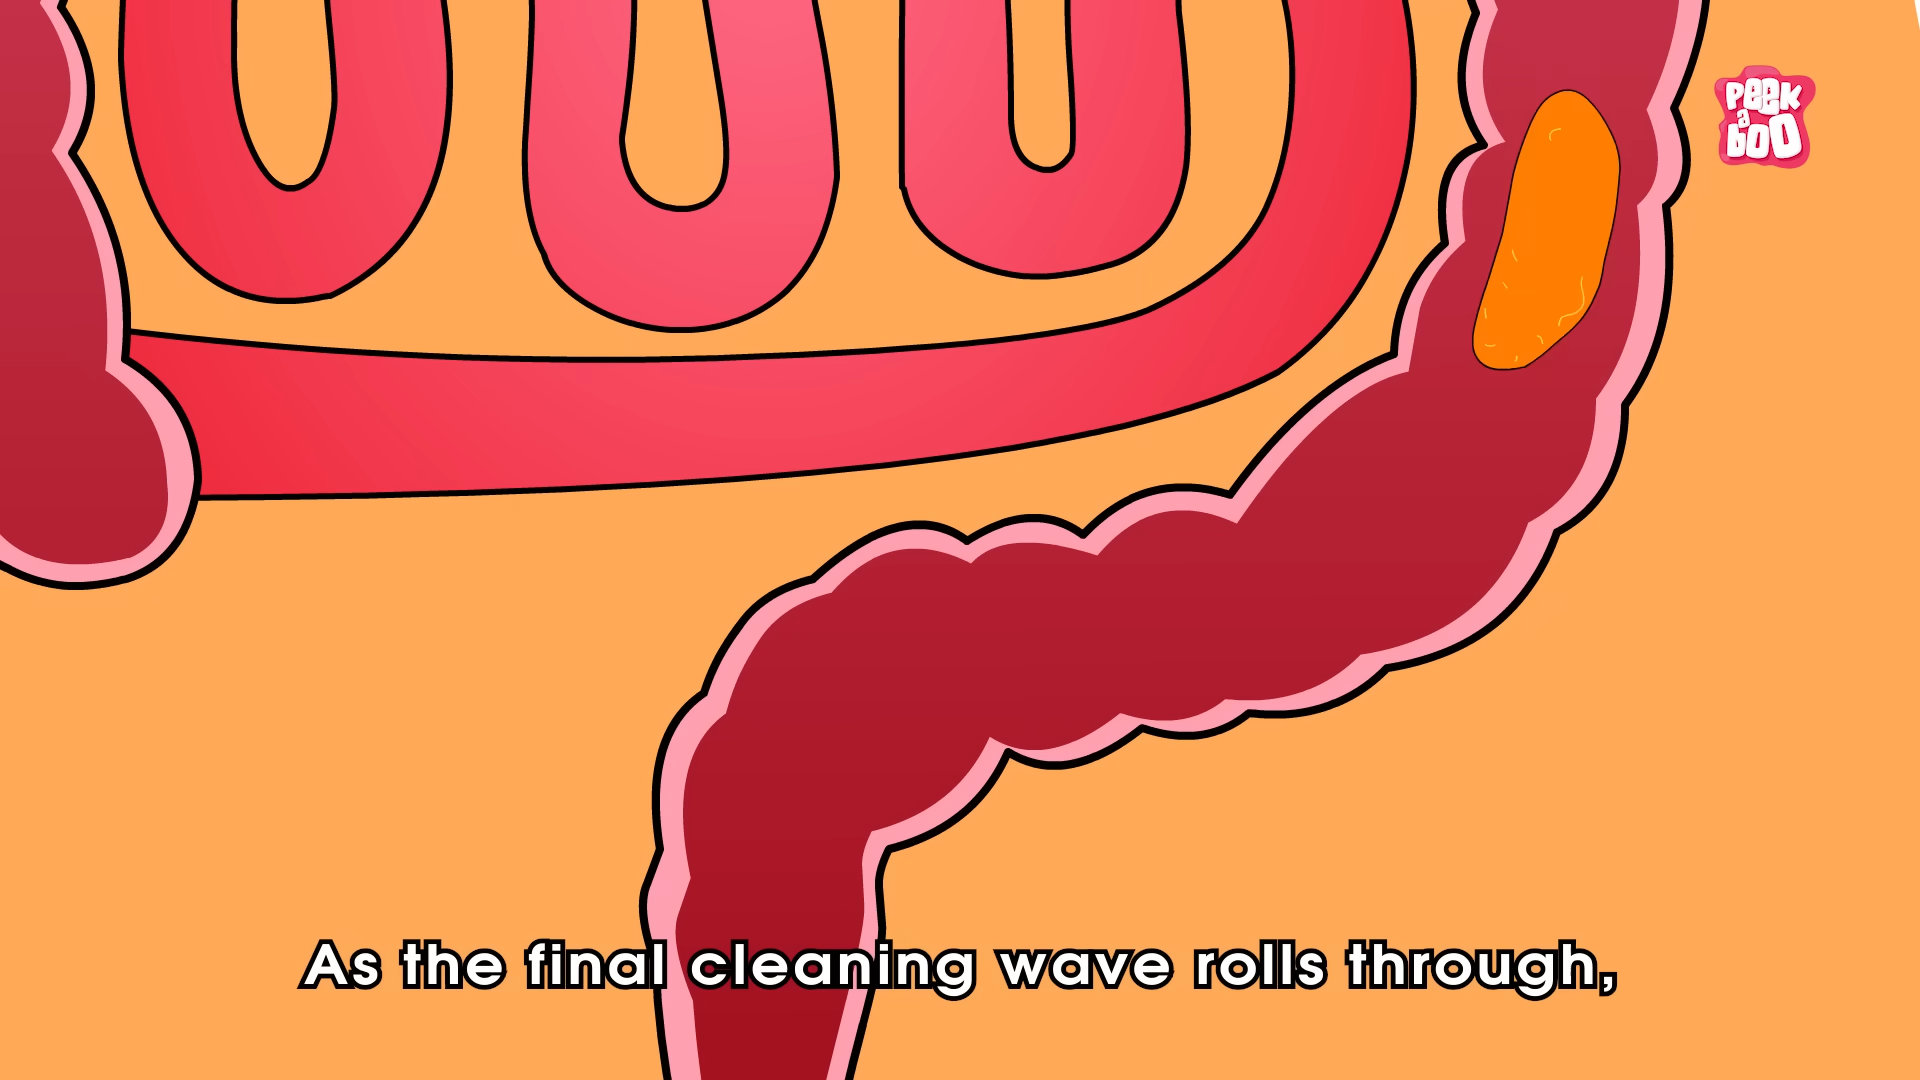 Peek
a
boo
As the final cleaning wave rolls through,